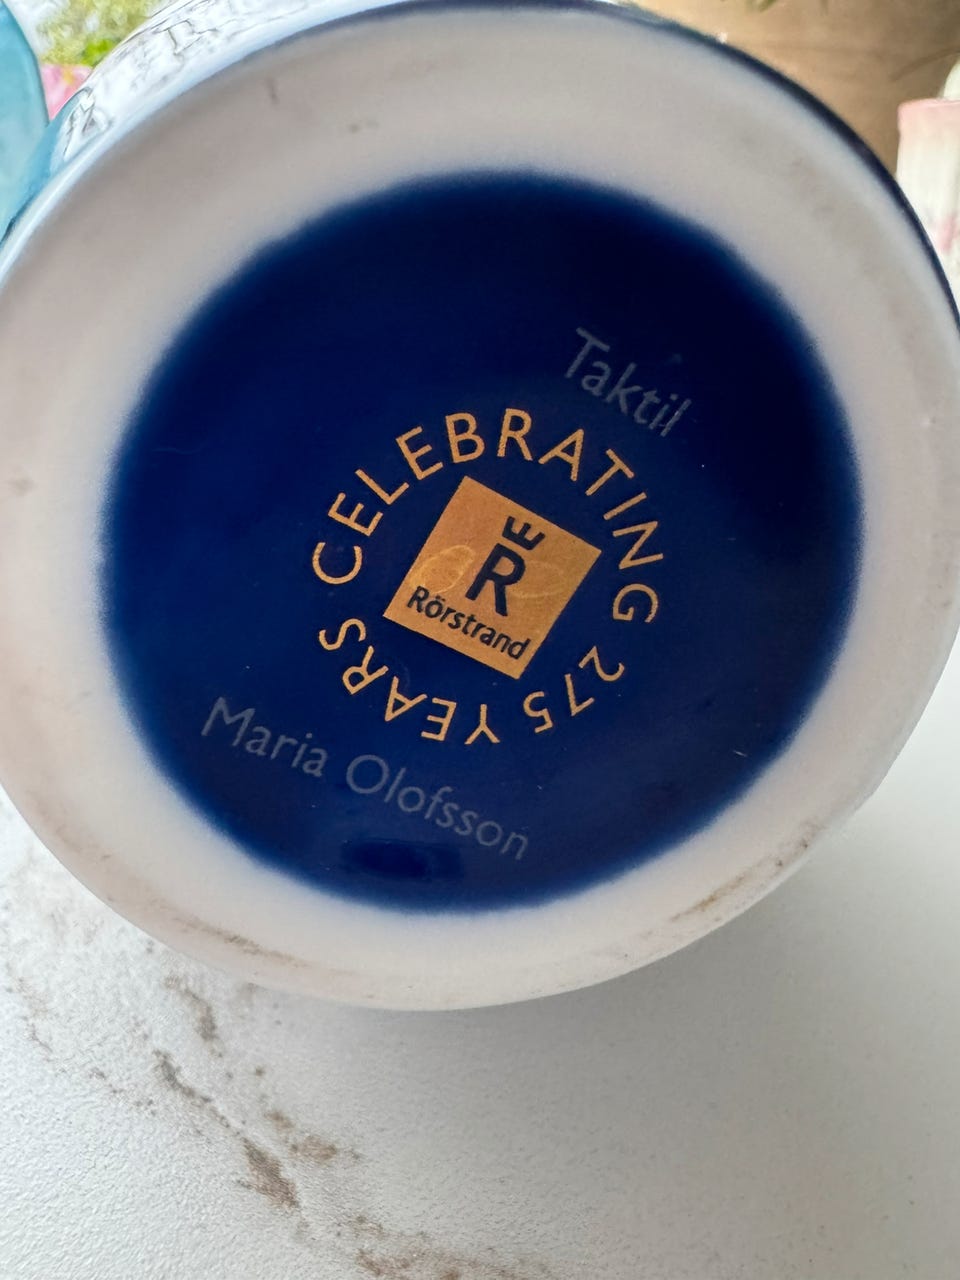 Taktil
CELEBRATING 275 YEARS
R
Rörstrand
Maria Olofsson